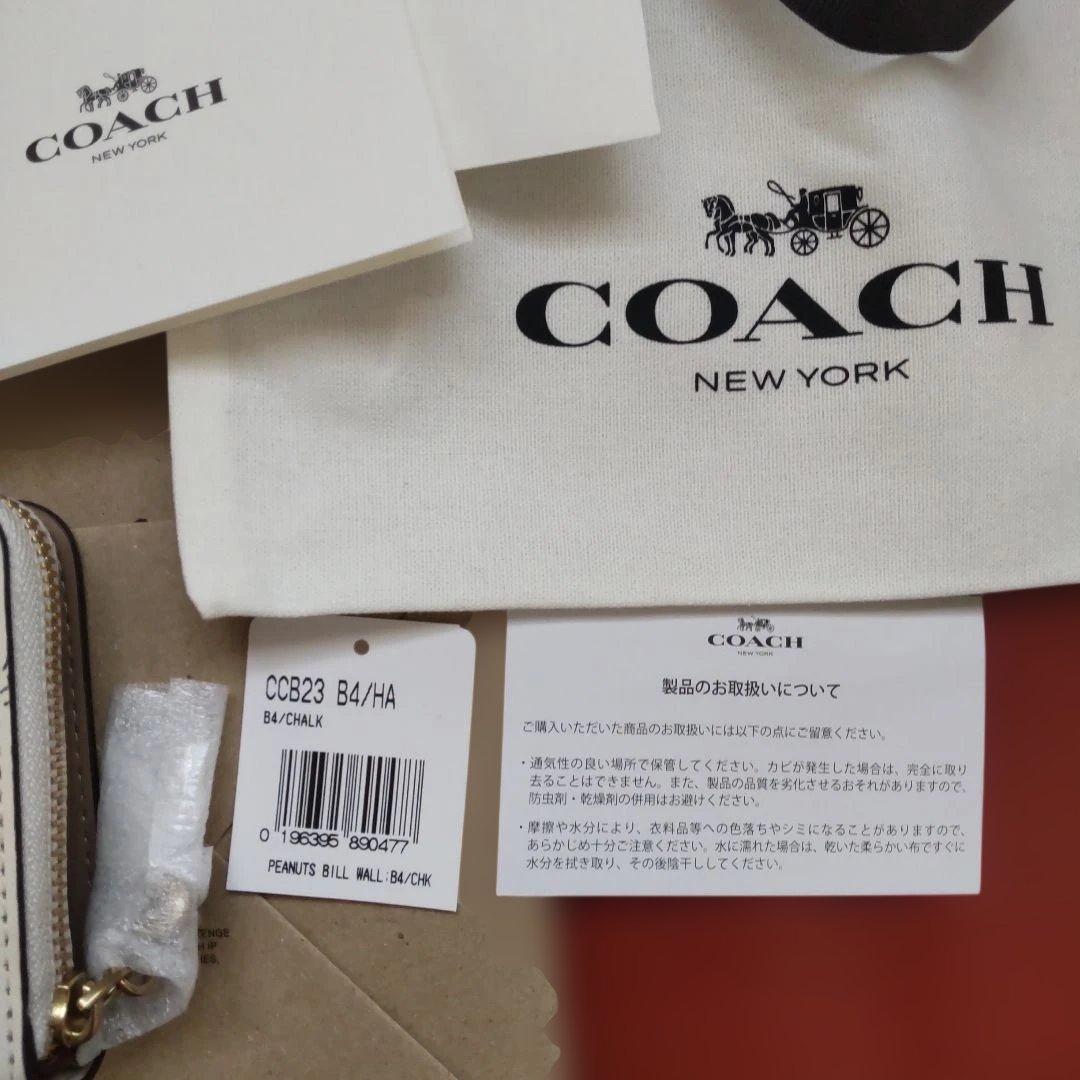 COACH
NEW YORK
COACH
NEW YORK
CCB23 B4/HA
B4/CHALK
0 196395 890477
PEANUTS BILL WALL:B4/CHK
COACH
NEW YORK
製品のお取扱いについて
ご購入いただいた商品のお取扱いには以下の点にご留意ください。
・通気性の良い場所で保管してください。カビが発生した場合は、完全に取り
去ることはできません。また、製品の品質を劣化させるおそれがありますので、
防虫剤・乾燥剤の併用はお避けください。
・摩擦や水分により、衣料品等への色落ちやシミになることがありますので、
あらかじめ十分ご注意ください。水に濡れた場合は、乾いた柔らかい布ですぐに
水分を拭き取り、その後陰干ししてください。